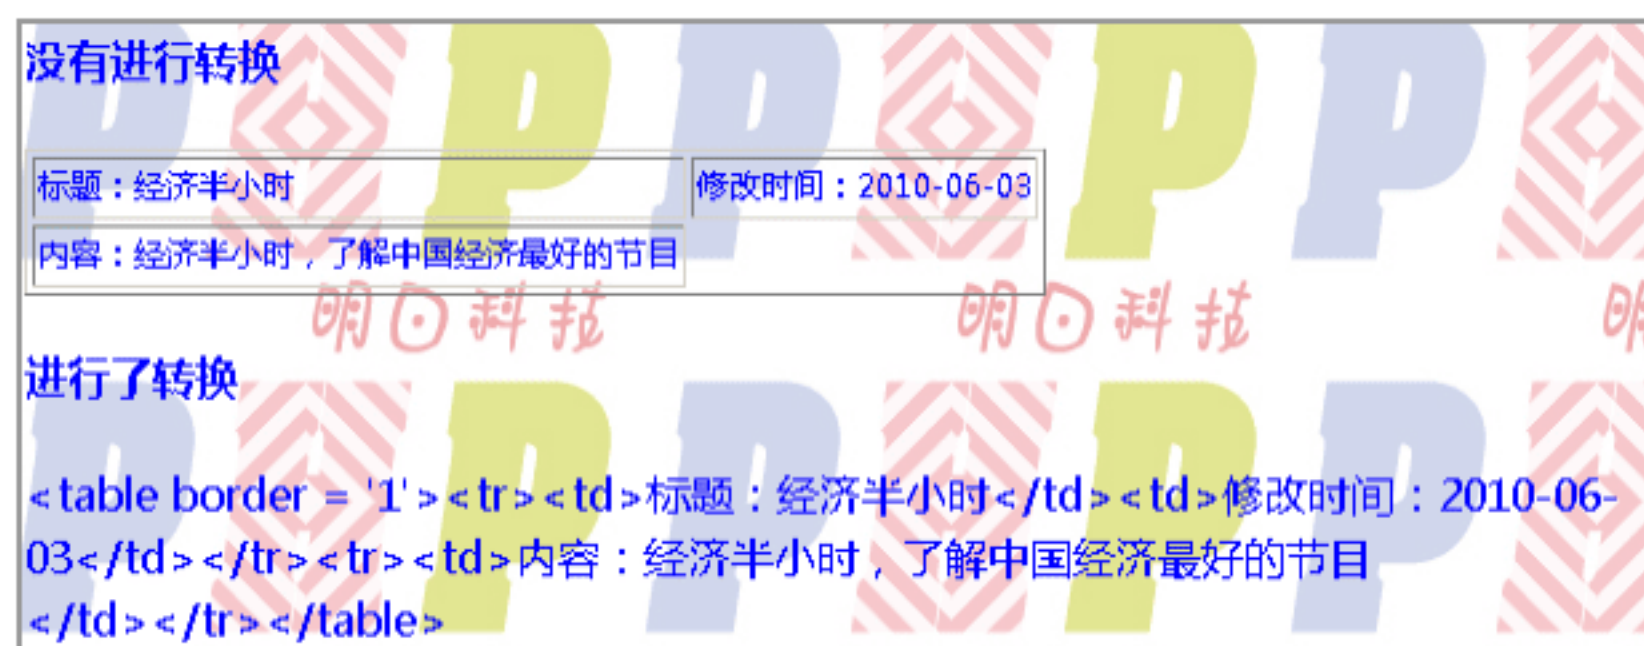 没有进行转换
标题：经济半小时 修改时间：2010-06-03
内容：经济半小时，了解中国经济最好的节目
明日科技 明日科技 明
进行了转换
<table border = '1'><tr><td>标题：经济半小时</td><td>修改时间：2010-06-
03</td></tr><tr><td>内容：经济半小时，了解中国经济最好的节目
</td></tr></table>